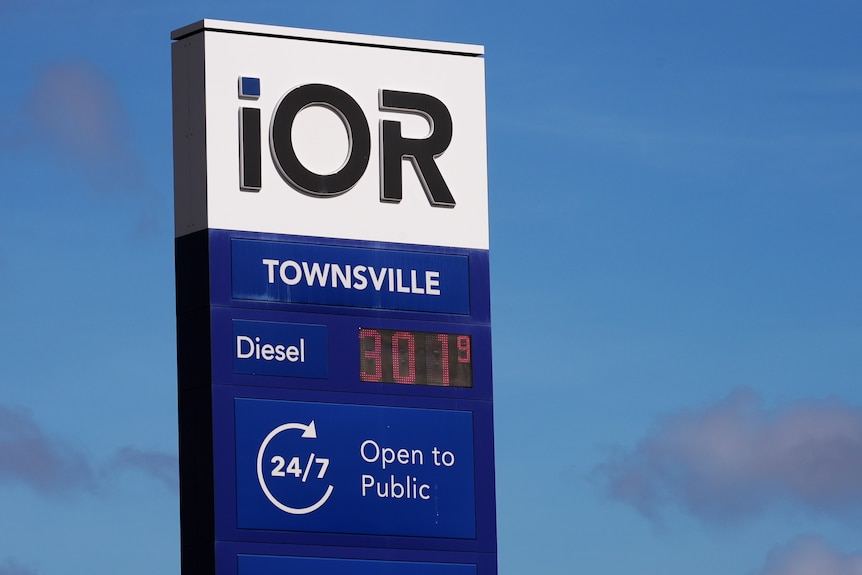 iOR
TOWNSVILLE
Diesel 3019
24/7
Open to
Public